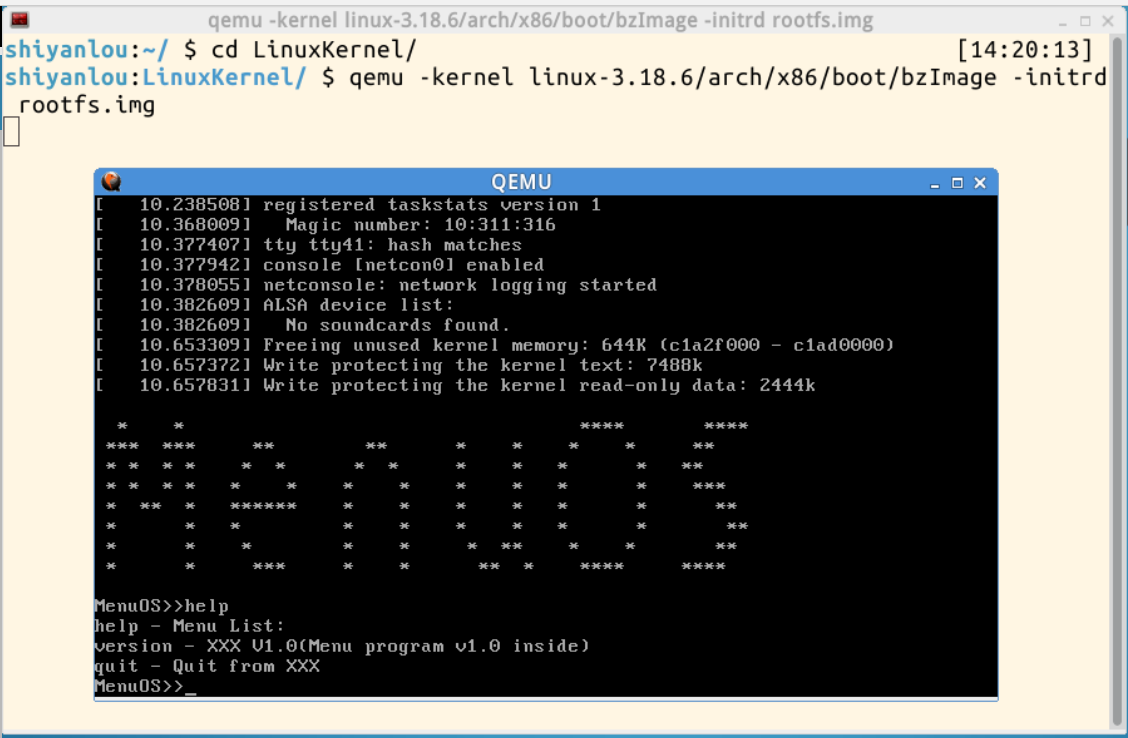 qemu -kernel linux-3.18.6/arch/x86/boot/bzImage -initrd rootfs.img
shiyanlou:~/ $ cd LinuxKernel/ [14:20:13]
shiyanlou:LinuxKernel/ $ qemu -kernel linux-3.18.6/arch/x86/boot/bzImage -initrd
rootfs.img
QEMU
[   10.238508] registered taskstats version 1
[   10.368009]   Magic number: 10:311:316
[   10.377407] tty tty41: hash matches
[   10.377942] console [netcon0] enabled
[   10.378055] netconsole: network logging started
[   10.382609] ALSA device list:
[   10.382609]   No soundcards found.
[   10.653309] Freeing unused kernel memory: 644K (c1a2f000 - c1ad0000)
[   10.657372] Write protecting the kernel text: 7488k
[   10.657831] Write protecting the kernel read-only data: 2444k
MenuOS
MenuOS>>help
help - Menu List:
version - XXX V1.0(Menu program v1.0 inside)
quit - Quit from XXX
MenuOS>>_